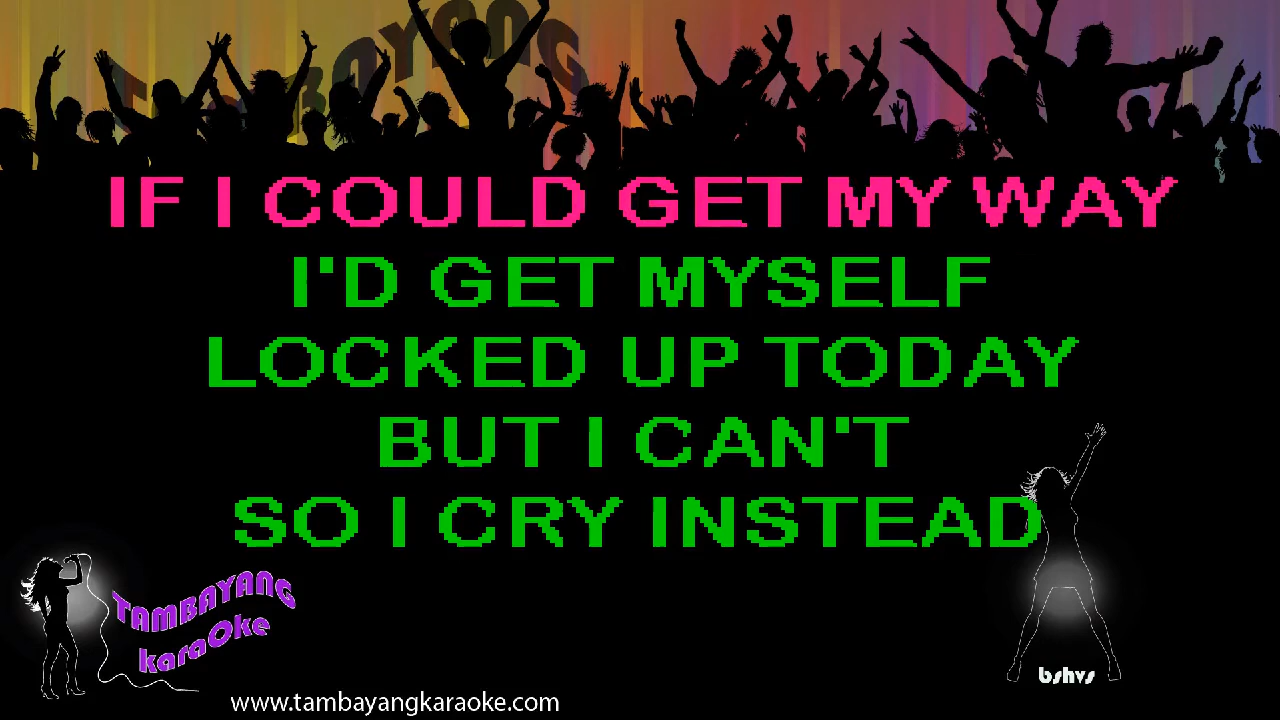 TAMBAYANG
IF I COULD GET MY WAY
I'D GET MYSELF
LOCKED UP TODAY
BUT I CAN'T
SO I CRY INSTEAD
TAMBAYANG
karaOke
bshvs
www.tambayangkaraoke.com